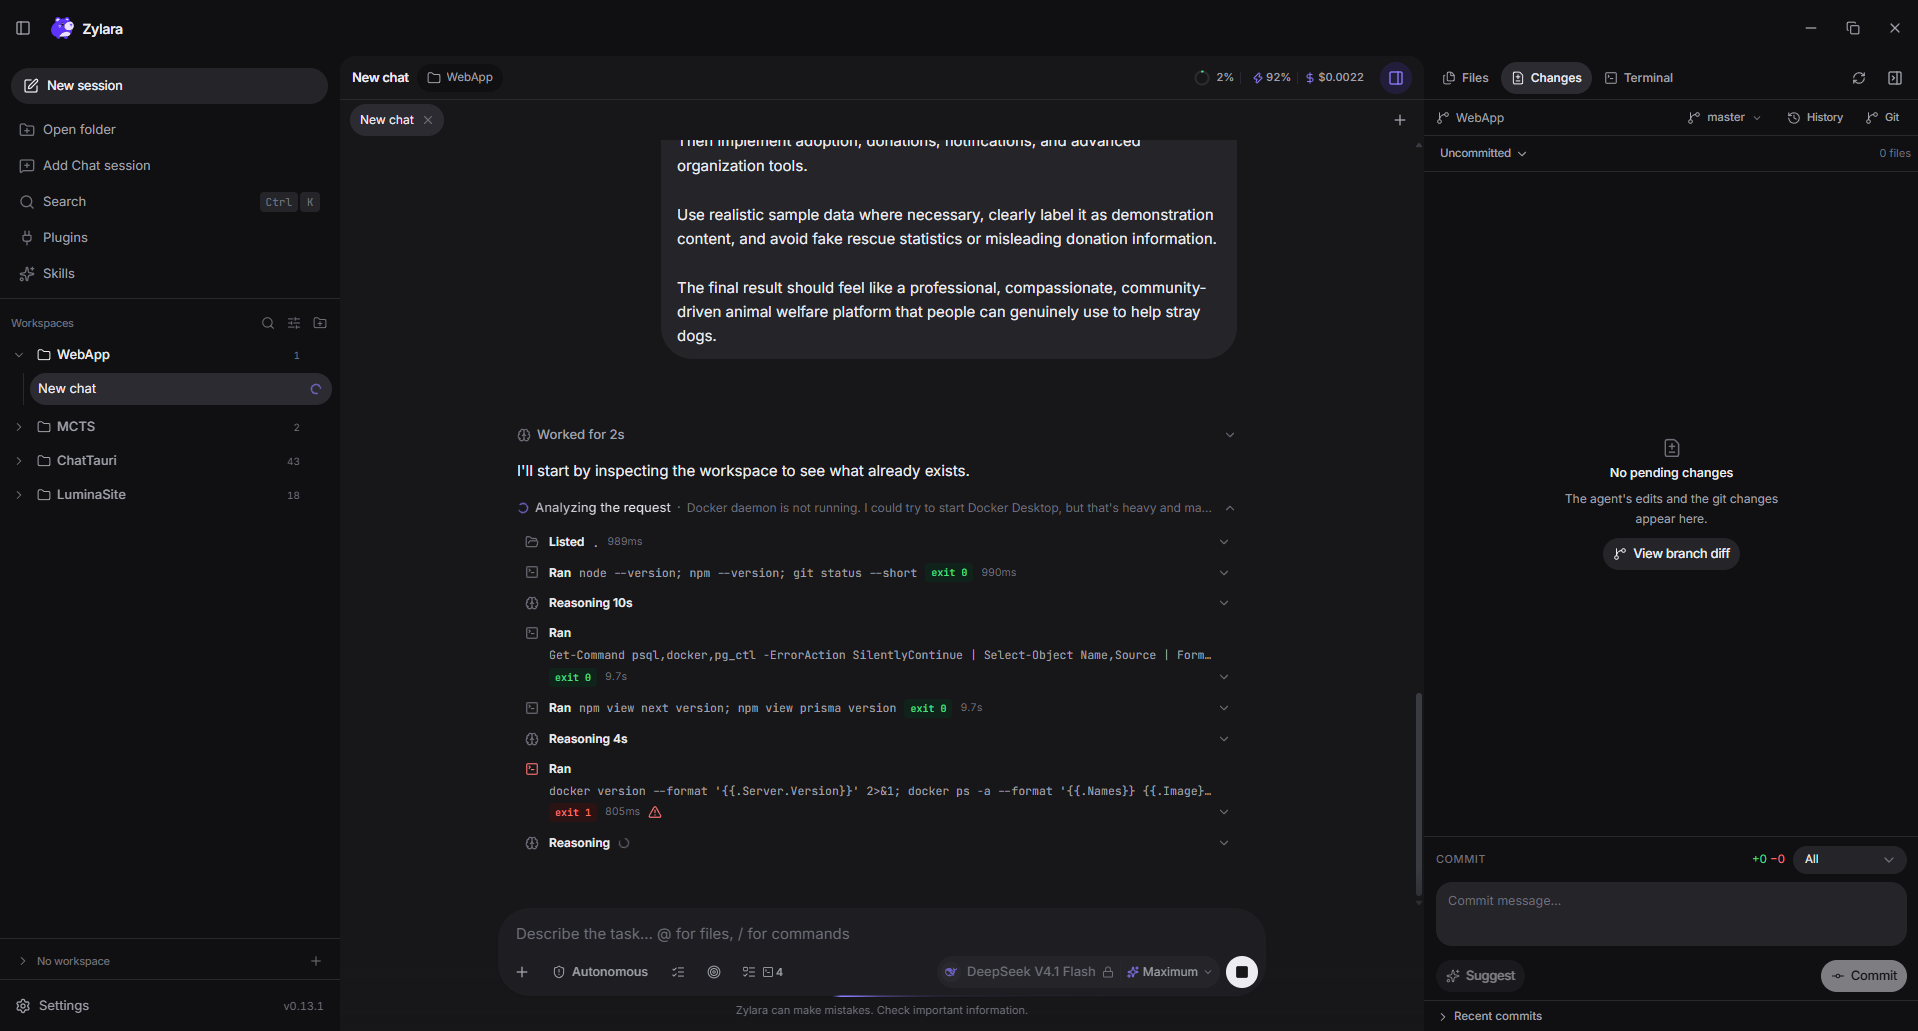 Zylara
New session
Open folder
Add Chat session
Search Ctrl K
Plugins
Skills
Workspaces
WebApp 1
New chat
MCTS 2
ChatTauri 43
LuminaSite 18
No workspace
Settings v0.13.1
New chat WebApp 2% 92% $ $0.0022
New chat
Then implement adoption, donations, notifications, and advanced
organization tools.
Use realistic sample data where necessary, clearly label it as demonstration
content, and avoid fake rescue statistics or misleading donation information.
The final result should feel like a professional, compassionate, community-
driven animal welfare platform that people can genuinely use to help stray
dogs.
Worked for 2s
I'll start by inspecting the workspace to see what already exists.
Analyzing the request · Docker daemon is not running. I could try to start Docker Desktop, but that's heavy and ma...
Listed . 989ms
Ran node --version; npm --version; git status --short exit 0 990ms
Reasoning 10s
Ran
Get-Command psql,docker,pg_ctl -ErrorAction SilentlyContinue | Select-Object Name,Source | Form…
exit 0 9.7s
Ran npm view next version; npm view prisma version exit 0 9.7s
Reasoning 4s
Ran
docker version --format '{{.Server.Version}}' 2>&1; docker ps -a --format '{{.Names}} {{.Image}…
exit 1 805ms
Reasoning
Describe the task... @ for files, / for commands
Autonomous 4 DeepSeek V4.1 Flash Maximum
Zylara can make mistakes. Check important information.
Files Changes Terminal
WebApp master History Git
Uncommitted 0 files
No pending changes
The agent's edits and the git changes
appear here.
View branch diff
COMMIT +0 −0 All
Commit message...
Suggest Commit
Recent commits